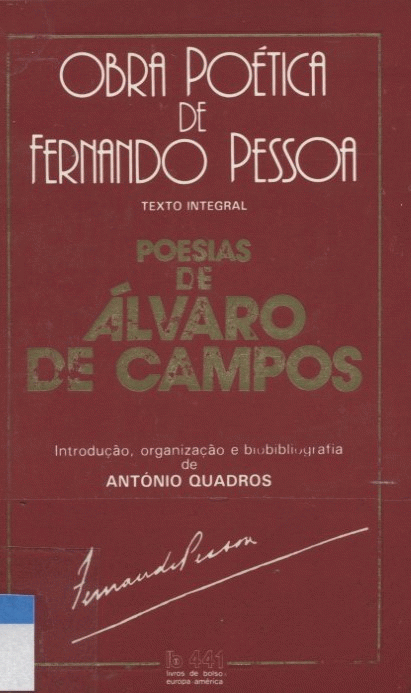 OBRA POÉTICA
DE
FERNANDO PESSOA
TEXTO INTEGRAL
POESIAS
DE
ÁLVARO
DE CAMPOS
Introdução, organização e biobibliografia
de
ANTÓNIO QUADROS
Fernando Pessoa
lb 441
livros de bolso
europa américa